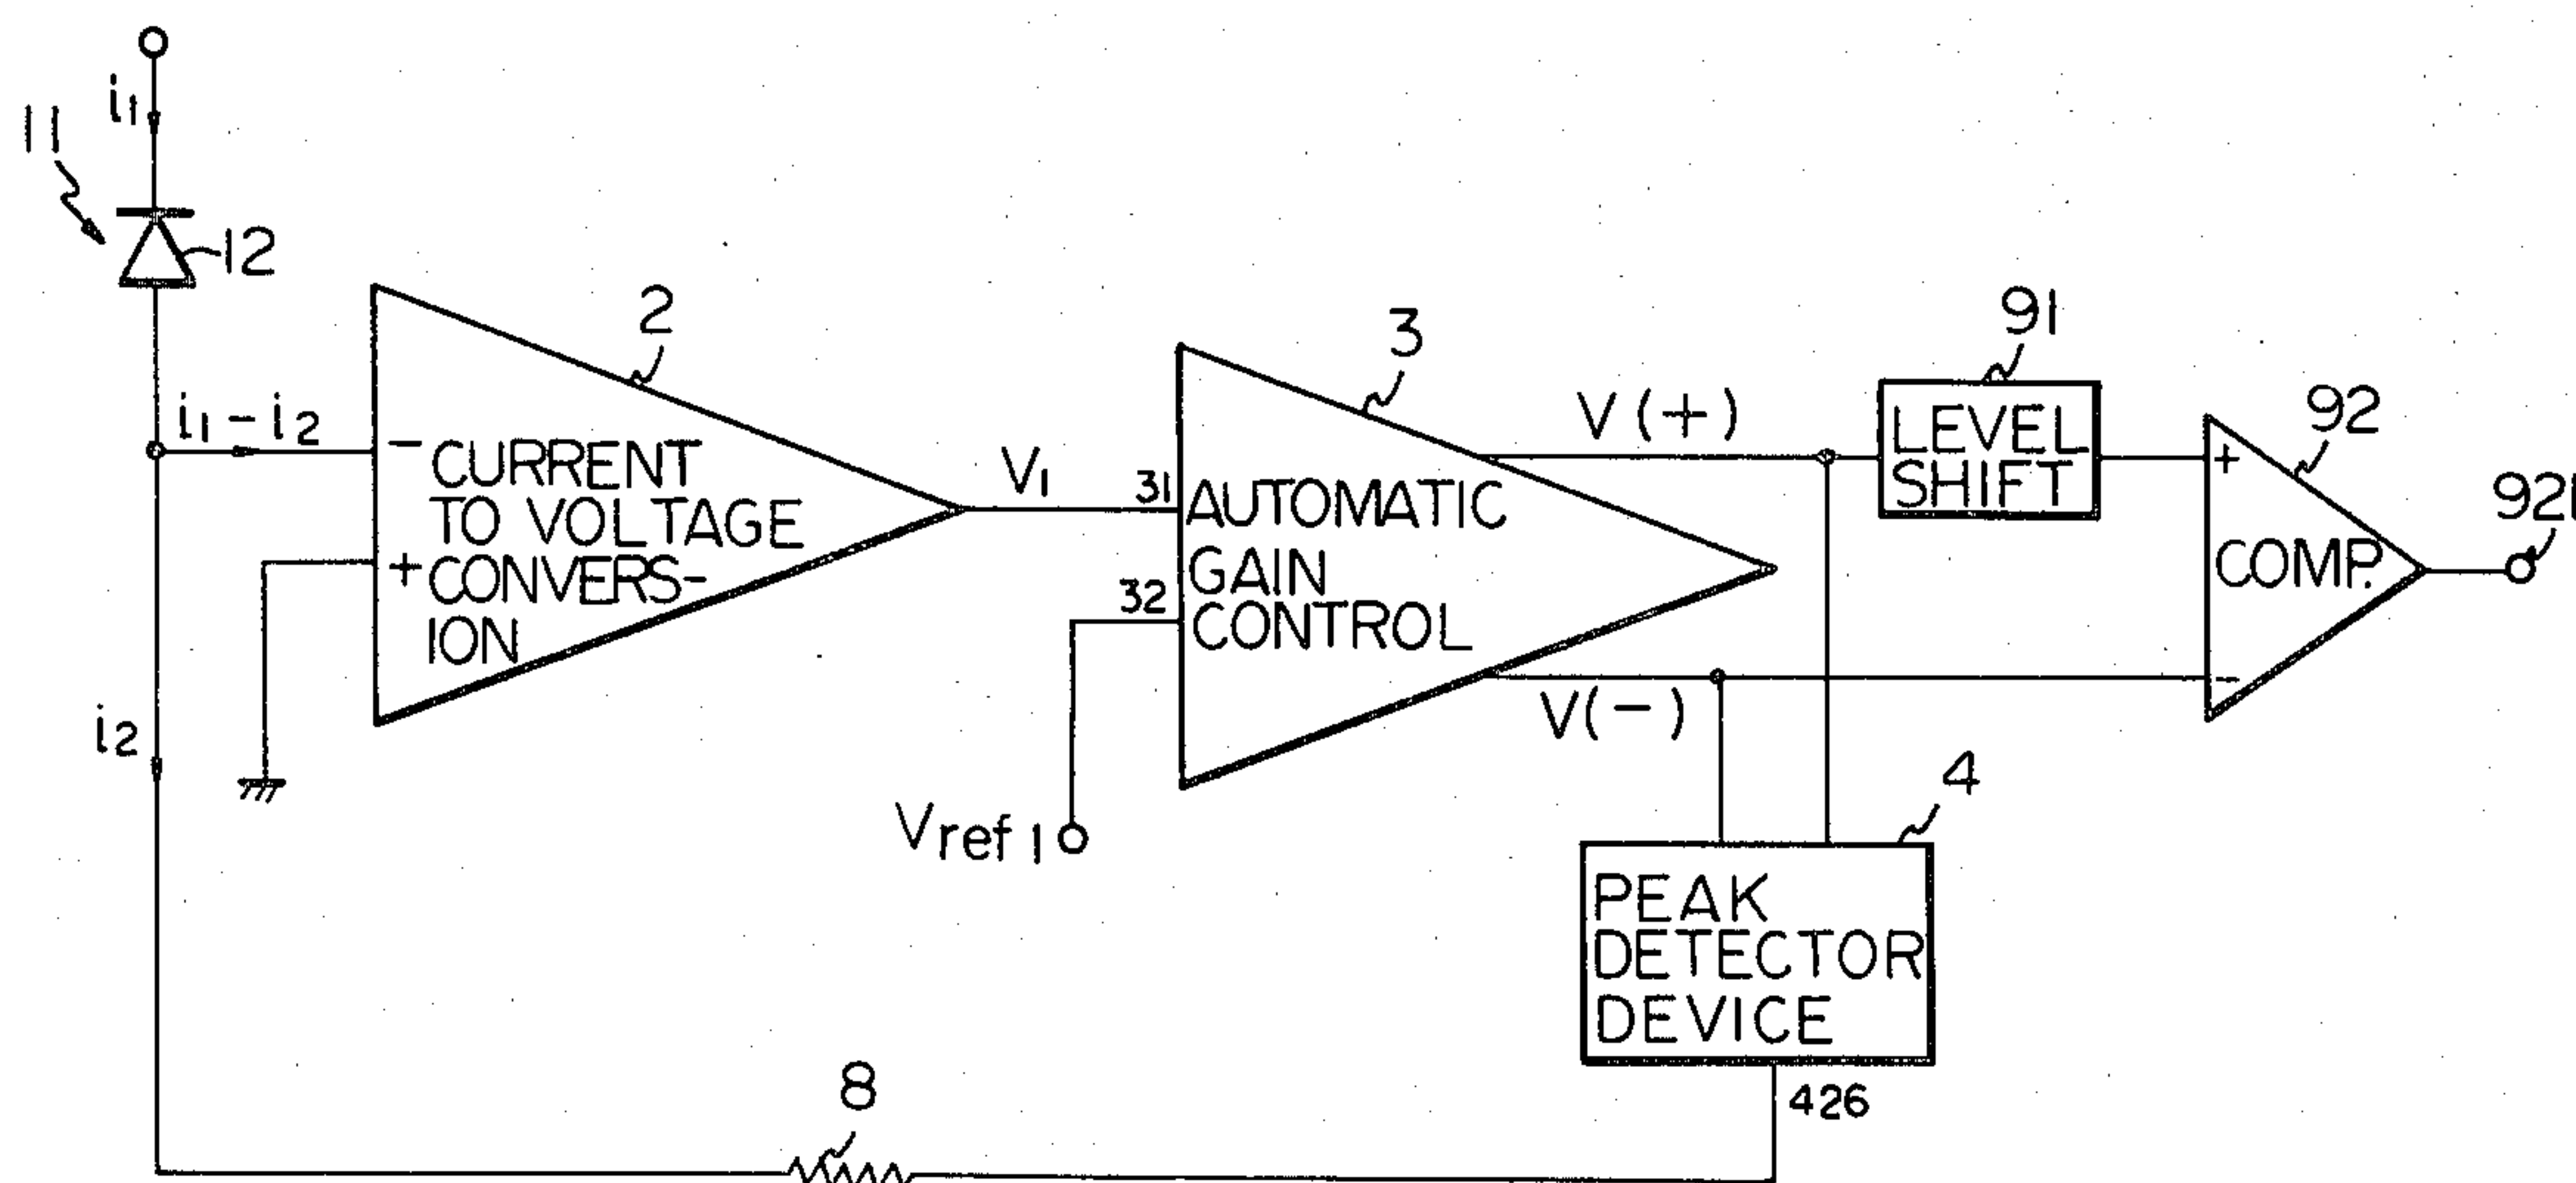 i1
11
12
2
3
91
92
921
i1 - i2
-
CURRENT
TO VOLTAGE
+ CONVERS-
ION
V1
31
AUTOMATIC
GAIN
32
CONTROL
V(+)
LEVEL
SHIFT
+
COMP.
-
V(-)
i2
Vref 1
4
PEAK
DETECTOR
DEVICE
426
8